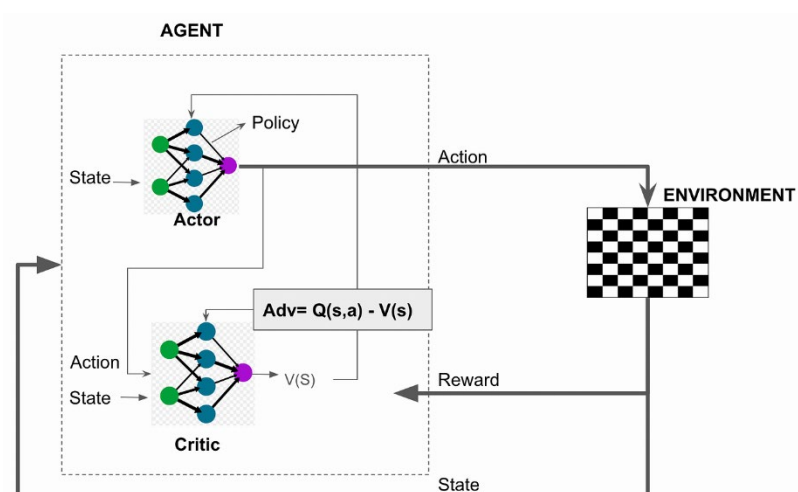 AGENT
Policy
Action
State
ENVIRONMENT
Actor
Adv= Q(s,a) - V(s)
Action
V(S)
Reward
State
Critic
State